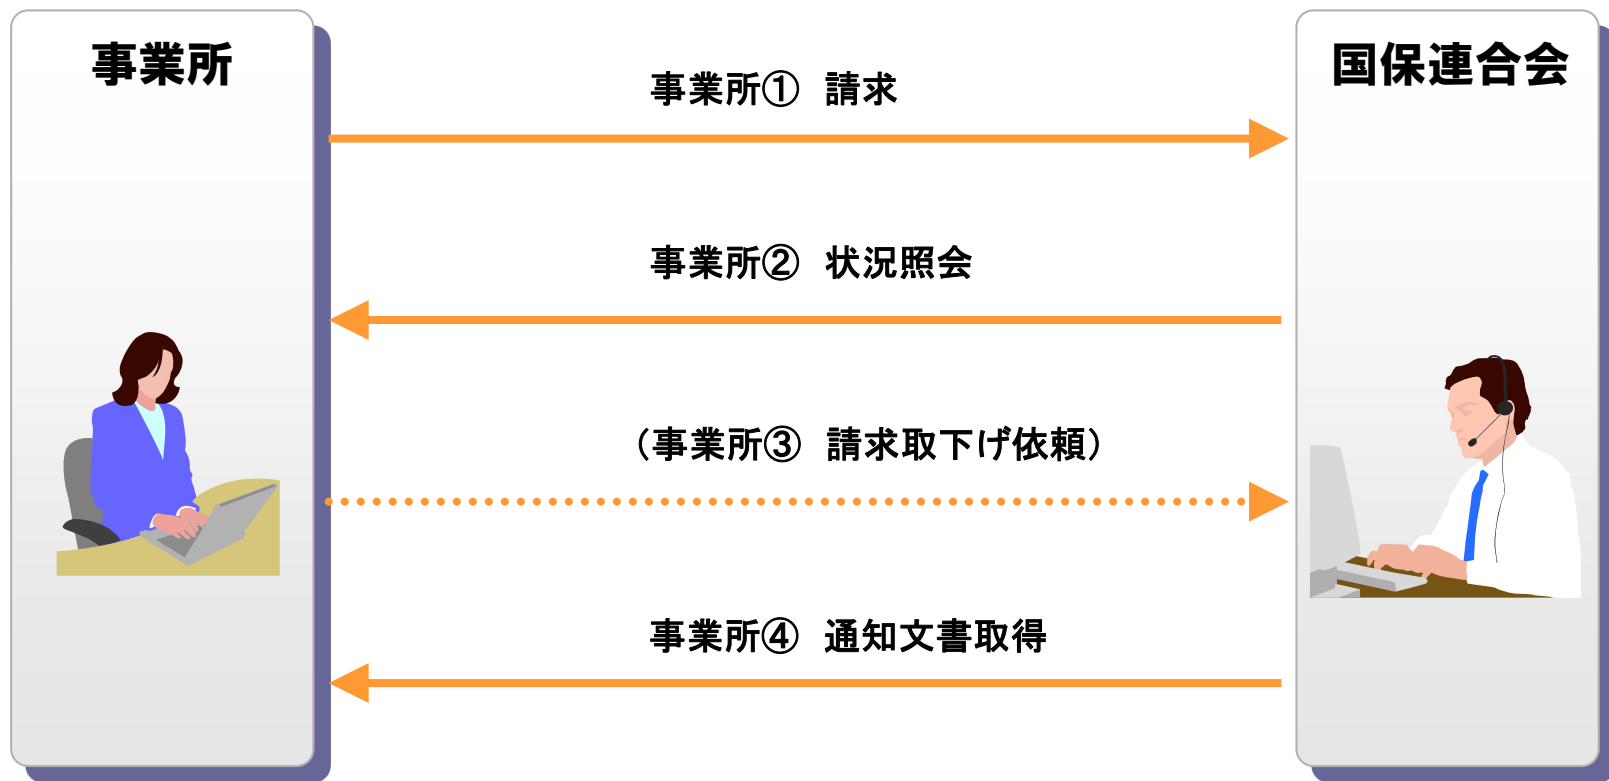 事業所
国保連合会
事業所① 請求
事業所② 状況照会
（事業所③ 請求取下げ依頼）
事業所④ 通知文書取得